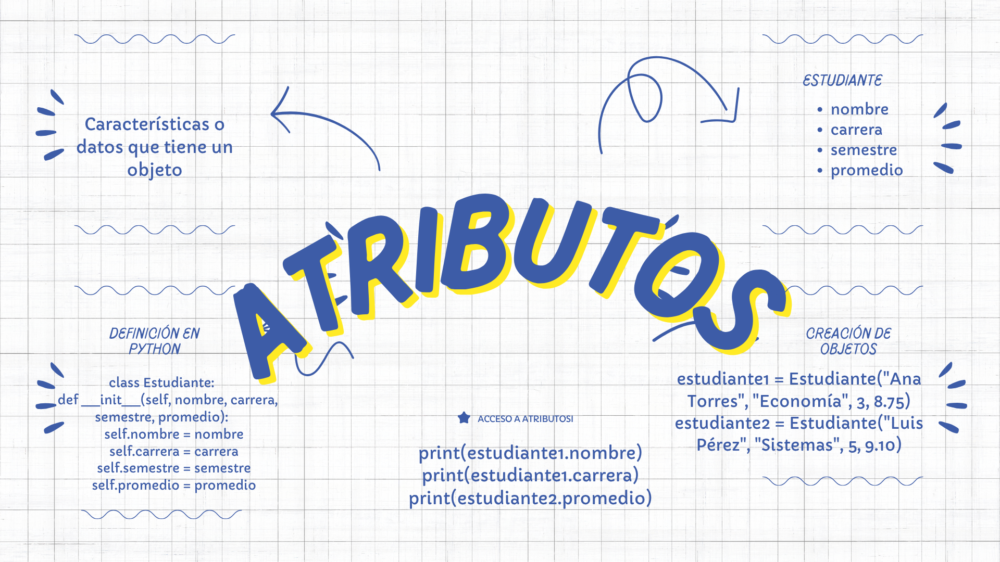 Características o
datos que tiene un
objeto
ESTUDIANTE
• nombre
• carrera
• semestre
• promedio
ATRIBUTOS
DEFINICIÓN EN
PYTHON
class Estudiante:
def __init__(self, nombre, carrera,
semestre, promedio):
self.nombre = nombre
self.carrera = carrera
self.semestre = semestre
self.promedio = promedio
ACCESO A ATRIBUTOSI
print(estudiante1.nombre)
print(estudiante1.carrera)
print(estudiante2.promedio)
CREACIÓN DE
OBJETOS
estudiante1 = Estudiante("Ana
Torres", "Economía", 3, 8.75)
estudiante2 = Estudiante("Luis
Pérez", "Sistemas", 5, 9.10)